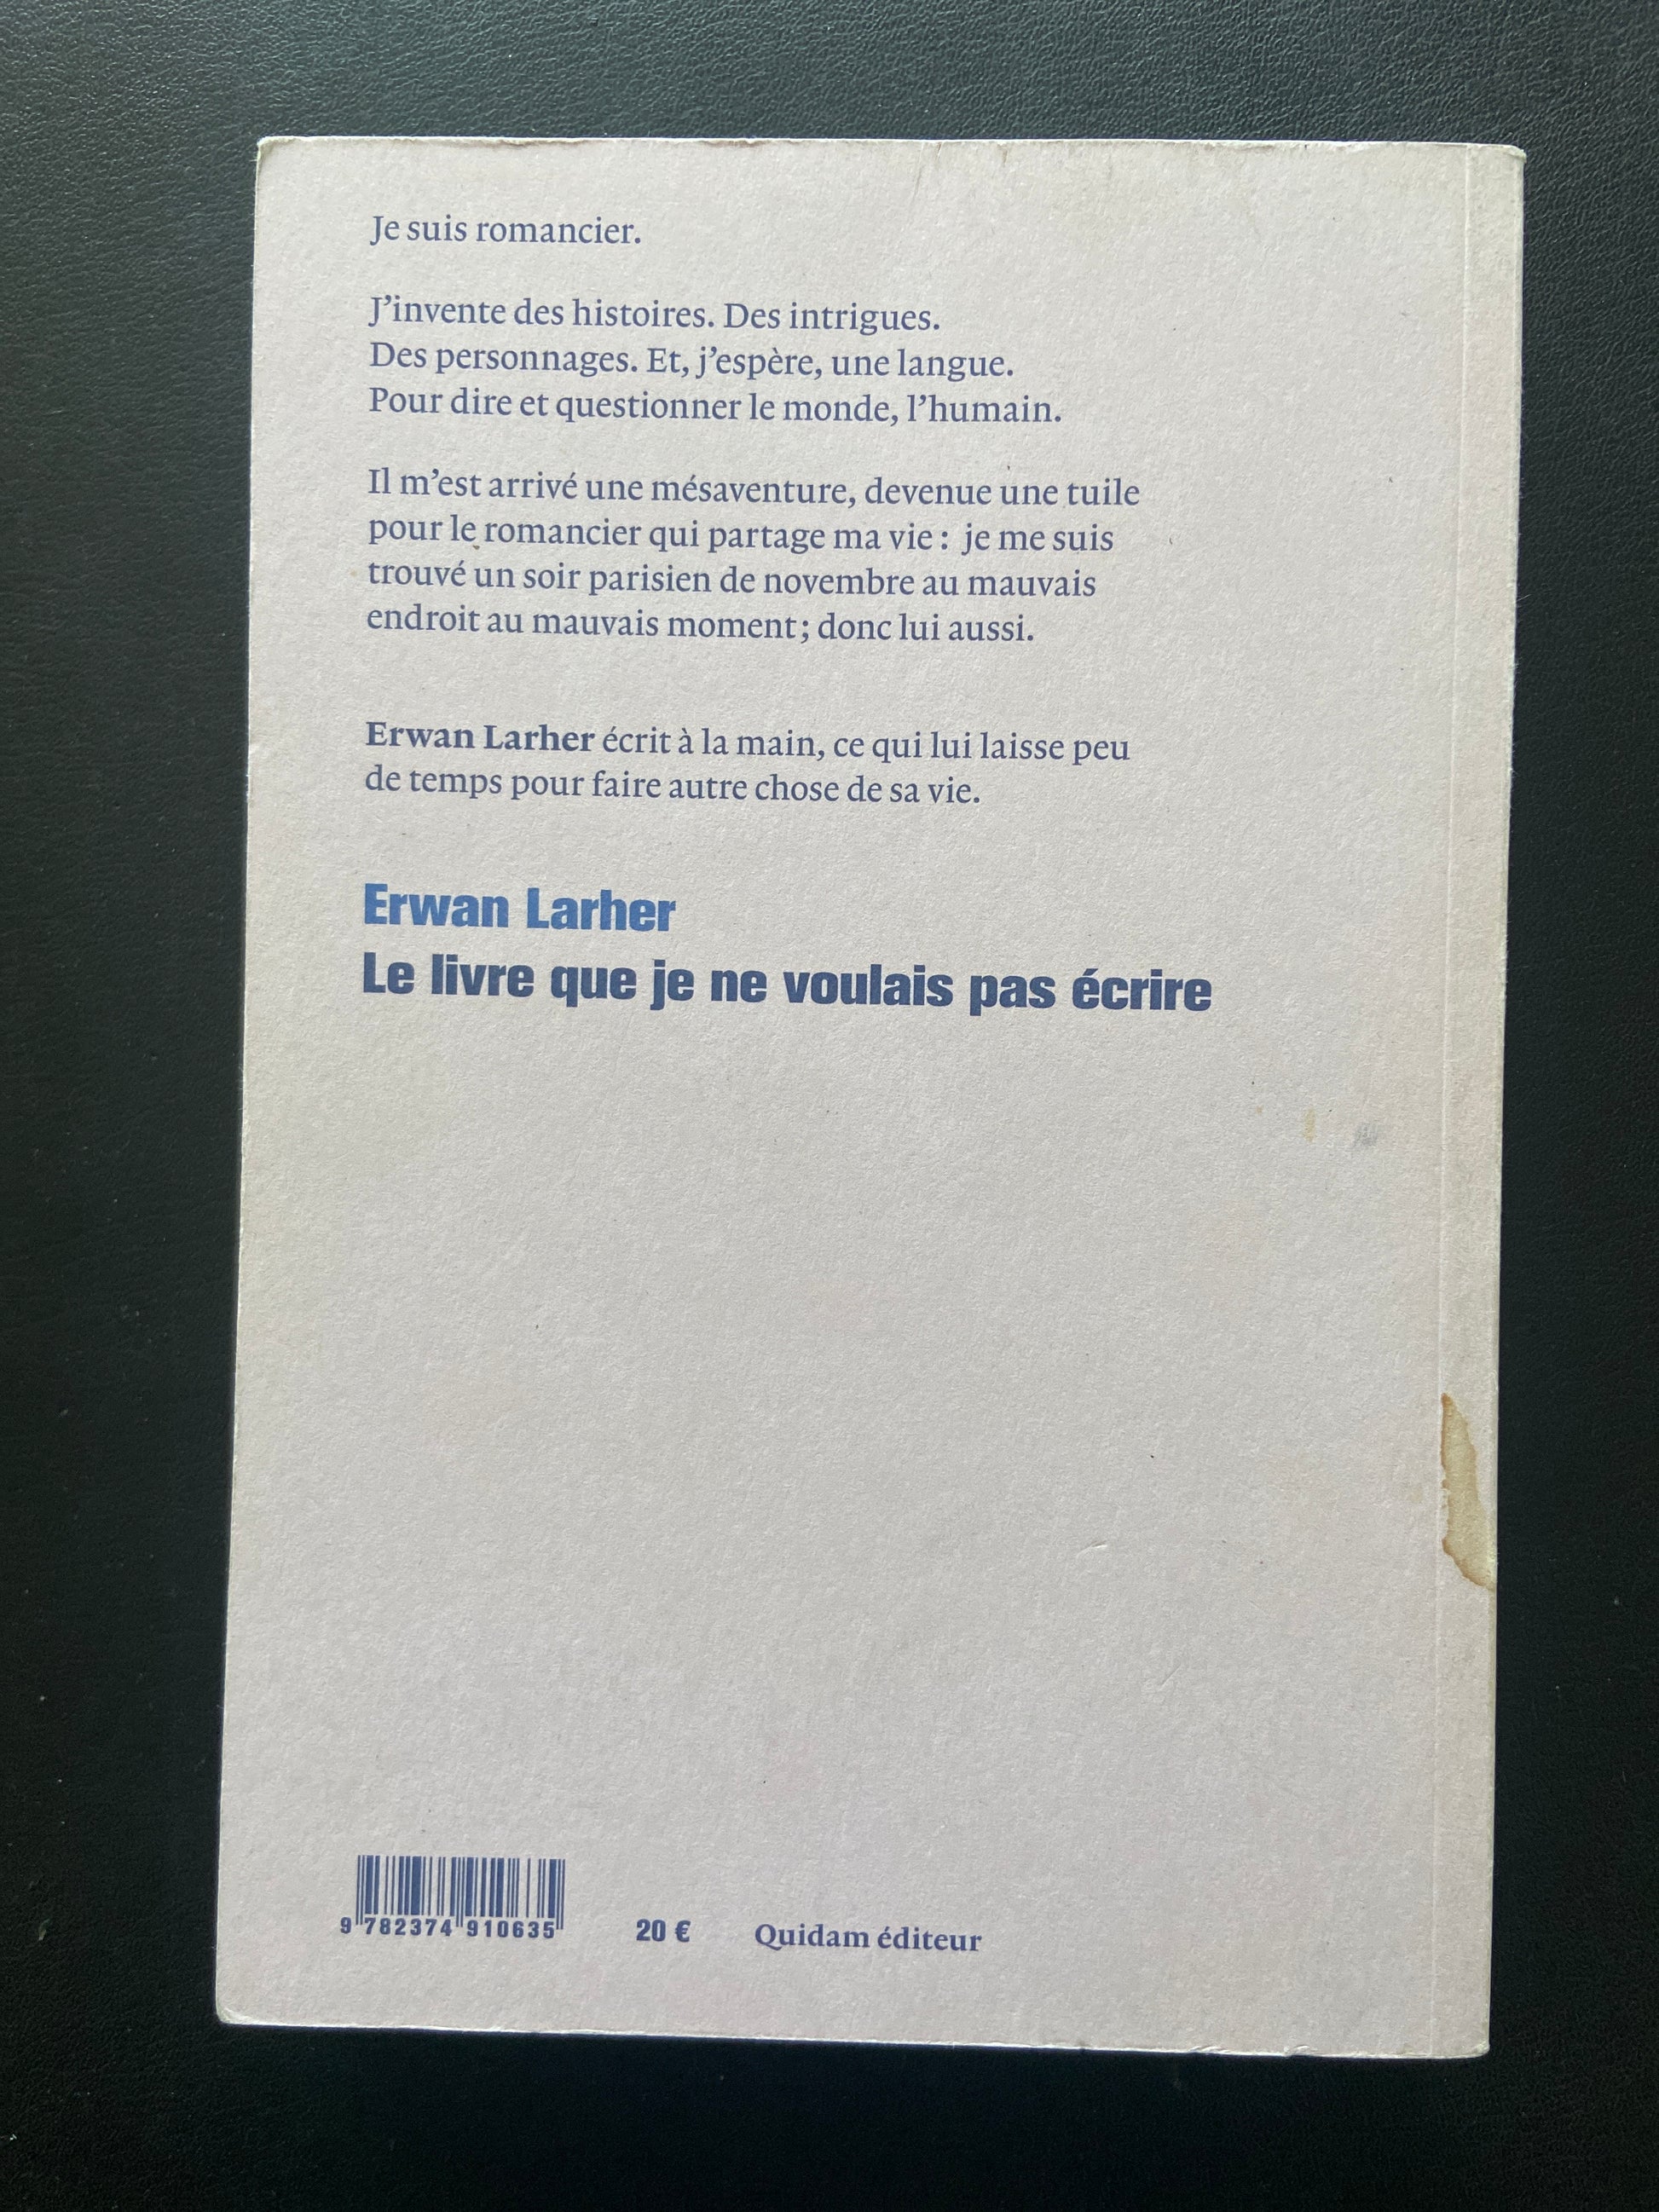 Je suis romancier.
J’invente des histoires. Des intrigues.
Des personnages. Et, j’espère, une langue.
Pour dire et questionner le monde, l’humain.
Il m’est arrivé une mésaventure, devenue une tuile
pour le romancier qui partage ma vie : je me suis
trouvé un soir parisien de novembre au mauvais
endroit au mauvais moment ; donc lui aussi.
Erwan Larher écrit à la main, ce qui lui laisse peu
de temps pour faire autre chose de sa vie.
Erwan Larher
Le livre que je ne voulais pas écrire
9 782374 910635
20 €
Quidam éditeur